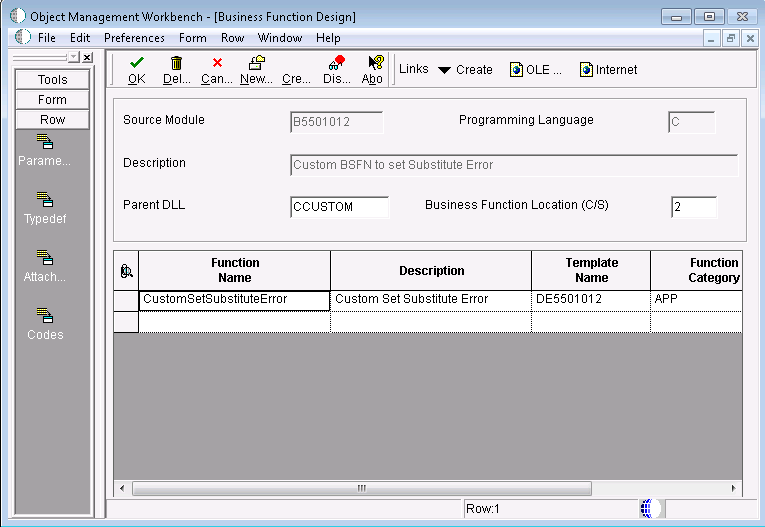 Object Management Workbench - [Business Function Design]
File Edit Preferences Form Row Window Help
OK Del... Can... New... Cre... Dis... Abo Links Create OLE ... Internet
Tools
Form
Row
Parame...
Typedef
Attach...
Codes
Source Module B5501012 Programming Language C
Description Custom BSFN to set Substitute Error
Parent DLL CCUSTOM Business Function Location (C/S) 2
Function Name Description Template Name Function Category
CustomSetSubstituteError Custom Set Substitute Error DE5501012 APP
Row:1